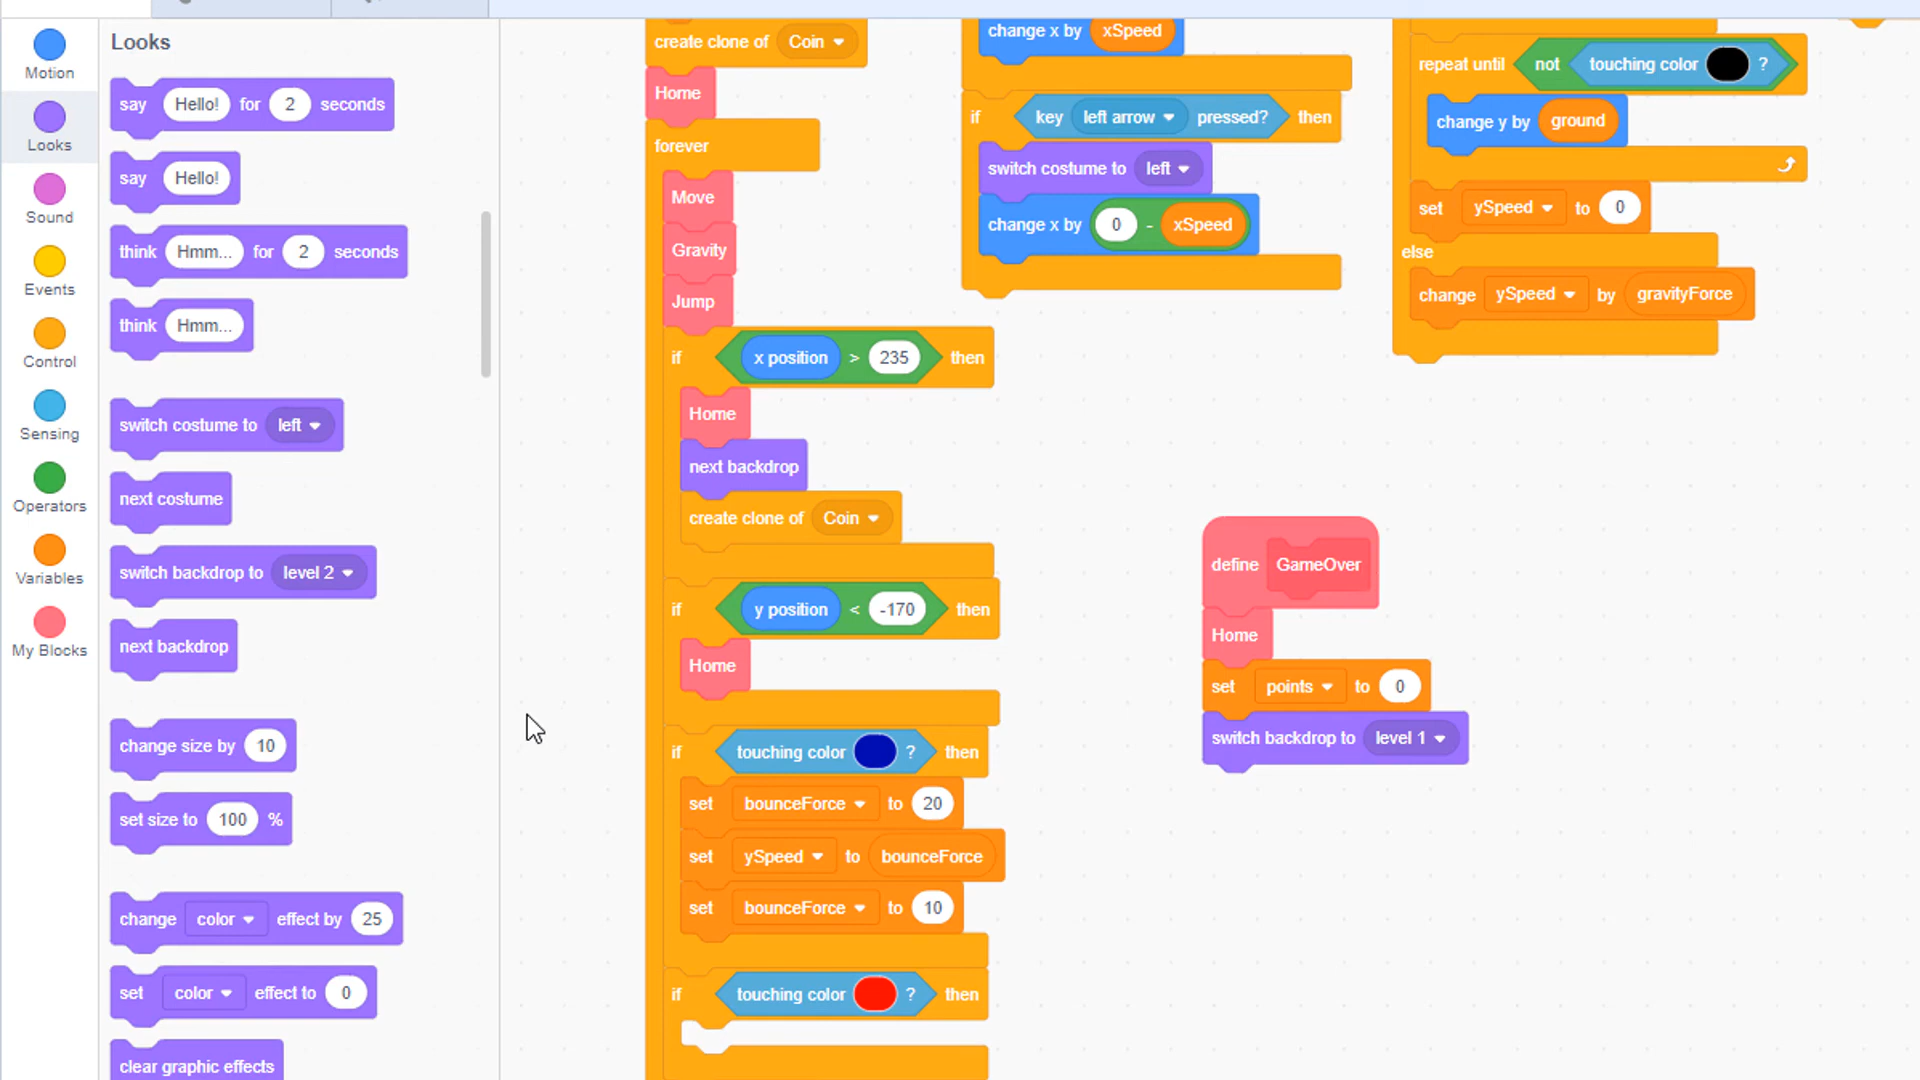 Motion
Looks
Sound
Events
Control
Sensing
Operators
Variables
My Blocks
Looks
say Hello! for 2 seconds
say Hello!
think Hmm... for 2 seconds
think Hmm...
switch costume to left
next costume
switch backdrop to level 2
next backdrop
change size by 10
set size to 100 %
change color effect by 25
set color effect to 0
clear graphic effects
create clone of Coin
Home
forever
Move
Gravity
Jump
if x position > 235 then
Home
next backdrop
create clone of Coin
if y position < -170 then
Home
if touching color ? then
set bounceForce to 20
set ySpeed to bounceForce
set bounceForce to 10
if touching color ? then
change x by xSpeed
if key left arrow pressed? then
switch costume to left
change x by 0 - xSpeed
repeat until not touching color ?
change y by ground
set ySpeed to 0
else
change ySpeed by gravityForce
define GameOver
Home
set points to 0
switch backdrop to level 1